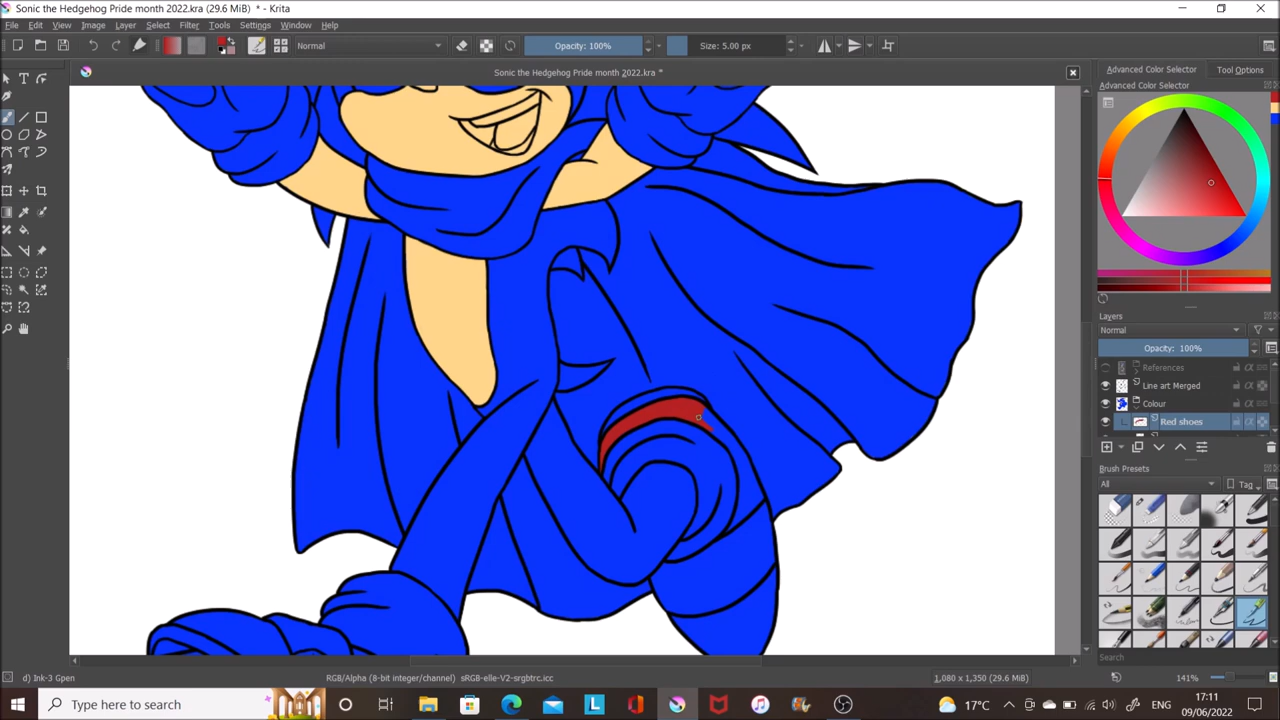 Sonic the Hedgehog Pride month 2022.kra (29.6 MiB) * - Krita
File Edit View Image Layer Select Filter Tools Settings Window Help
Normal Opacity: 100% Size: 5.00 px
Sonic the Hedgehog Pride month 2022.kra *
Advanced Color Selector Tool Options
Advanced Color Selector
Layers
Normal
Opacity: 100%
References
Line art Merged
Colour
Red shoes
Brush Presets
All Tag
Search
d) Ink-3 Gpen RGB/Alpha (8-bit integer/channel) sRGB-elle-V2-srgbtrc.icc 1,080 x 1,350 (29.6 MiB) 141%
Type here to search 17°C ENG 17:11
09/06/2022